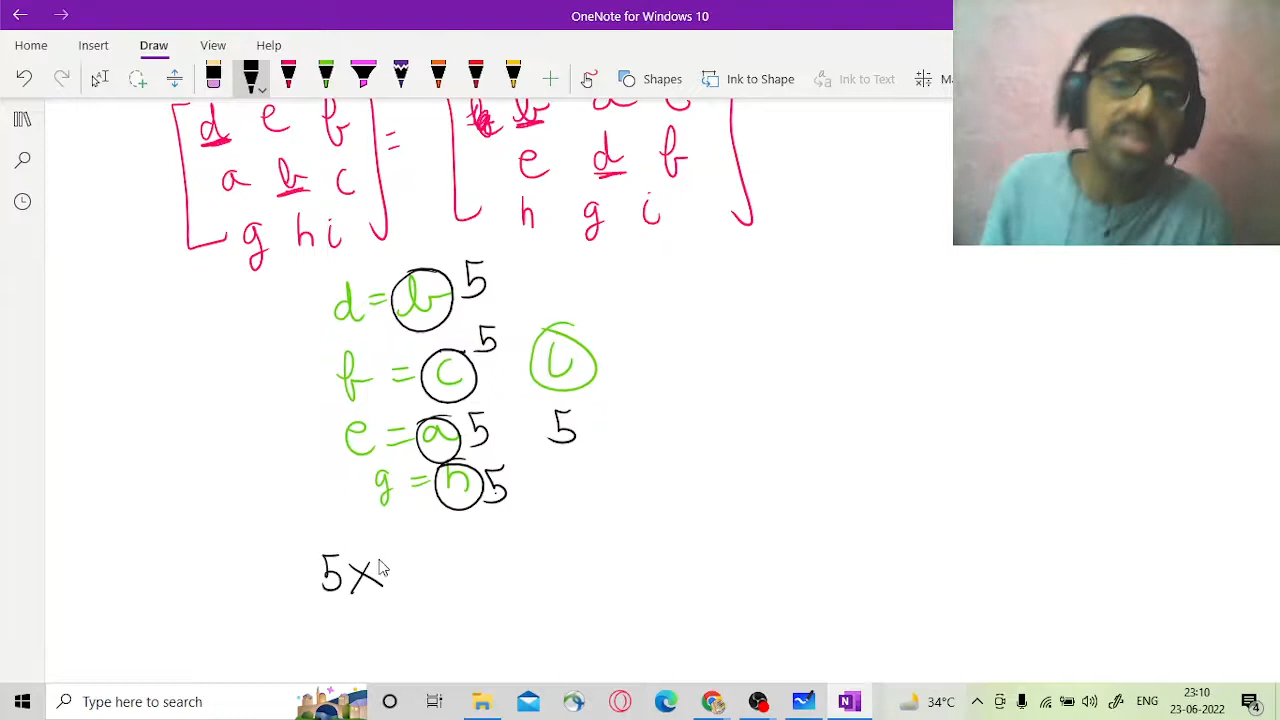 OneNote for Windows 10
Home Insert Draw View Help
Shapes Ink to Shape Ink to Text
d e f
a b c
g h i
=
b
e d f
h g i
d = b 5
f = c 5
i
5
e = a 5
g = h 5
5 ×
Type here to search
34°C ENG 23:10
23-06-2022